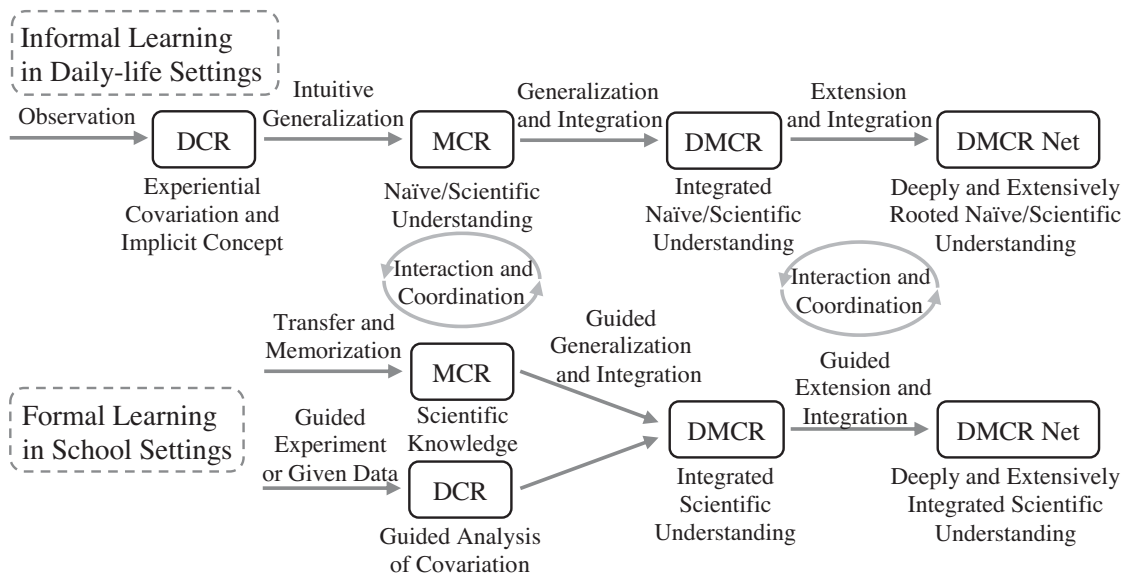 Informal Learning
in Daily-life Settings
Observation
DCR
Experiential
Covariation and
Implicit Concept
Intuitive
Generalization
MCR
Naïve/Scientific
Understanding
Generalization
and Integration
DMCR
Integrated
Naïve/Scientific
Understanding
Extension
and Integration
DMCR Net
Deeply and Extensively
Rooted Naïve/Scientific
Understanding
Interaction and
Coordination
Interaction and
Coordination
Formal Learning
in School Settings
Transfer and
Memorization
MCR
Scientific
Knowledge
Guided
Experiment
or Given Data
DCR
Guided Analysis
of Covariation
Guided
Generalization
and Integration
DMCR
Integrated
Scientific
Understanding
Guided
Extension and
Integration
DMCR Net
Deeply and Extensively
Integrated Scientific
Understanding